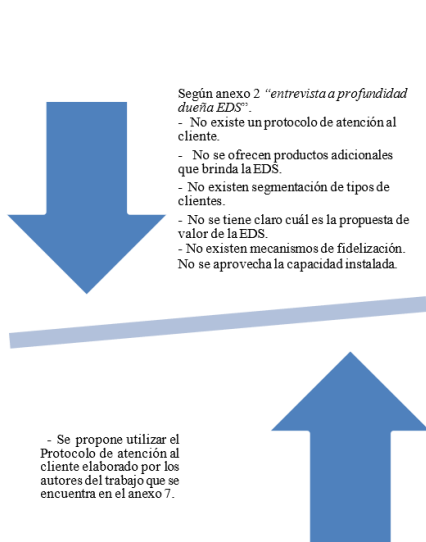 Según anexo 2 “entrevista a profundidad
dueña EDS”.
- No existe un protocolo de atención al
cliente.
- No se ofrecen productos adicionales
que brinda la EDS.
- No existen segmentación de tipos de
clientes.
- No se tiene claro cuál es la propuesta de
valor de la EDS.
- No existen mecanismos de fidelización.
No se aprovecha la capacidad instalada.
- Se propone utilizar el
Protocolo de atención al
cliente elaborado por los
autores del trabajo que se
encuentra en el anexo 7.